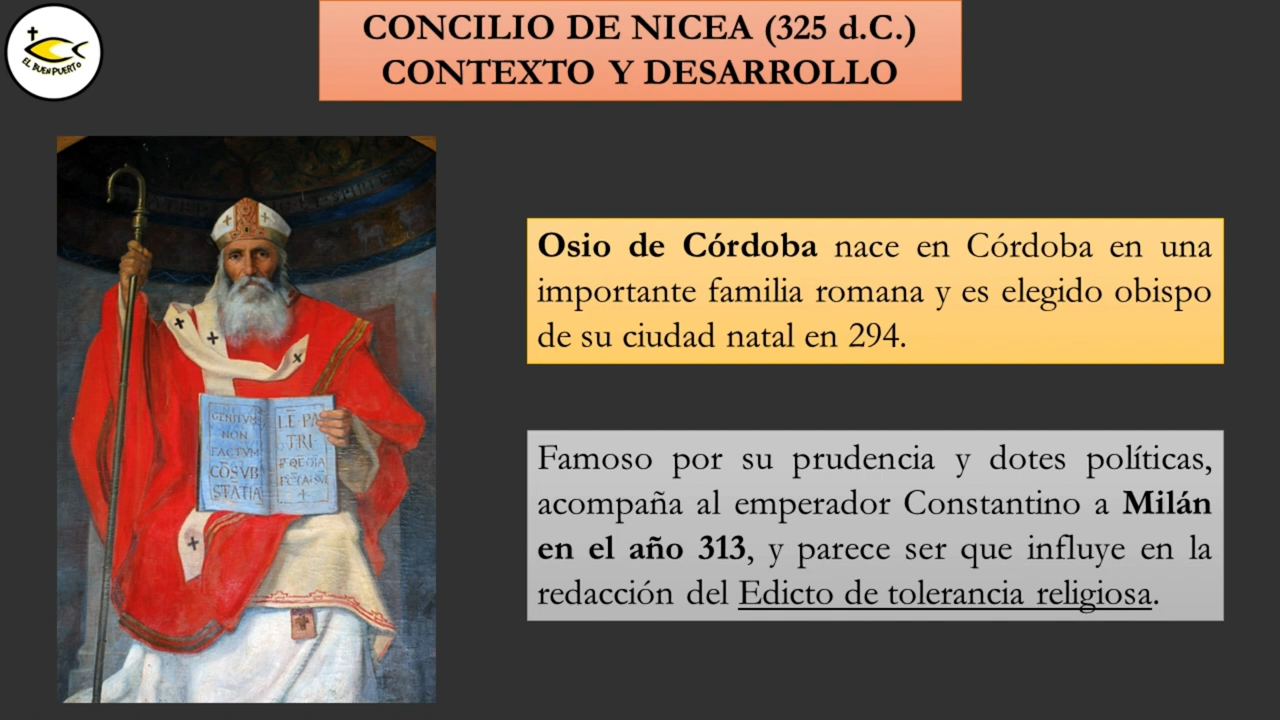 CONCILIO DE NICEA (325 d.C.)
CONTEXTO Y DESARROLLO
EL BUEN PUERTO
Osio de Córdoba nace en Córdoba en una
importante familia romana y es elegido obispo
de su ciudad natal en 294.
Famoso por su prudencia y dotes políticas,
acompaña al emperador Constantino a Milán
en el año 313, y parece ser que influye en la
redacción del Edicto de tolerancia religiosa.
GENITVM
NON
FACTVM
CŌSVB
STATIA
LE PA
TRI